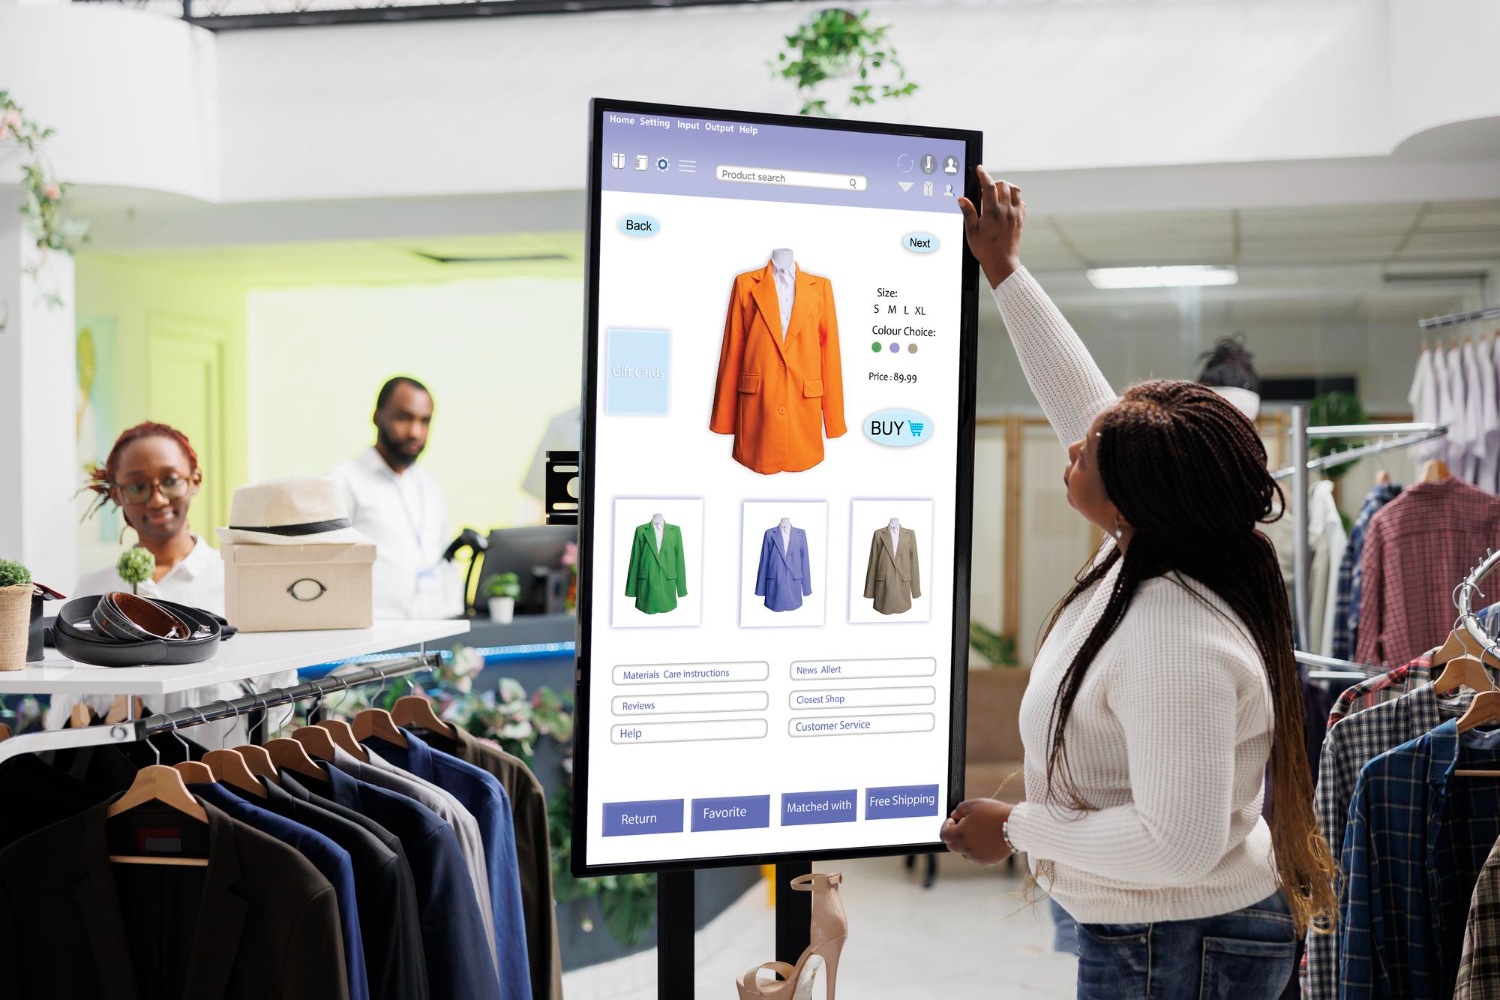 Home Setting Input Output Help
Product search
Back
Next
Size:
S M L XL
Colour Choice:
Gift Cards
Price : 89.99
BUY
Materials Care instructions
News Allert
Reviews
Closest Shop
Help
Customer Service
Return
Favorite
Matched with
Free Shipping